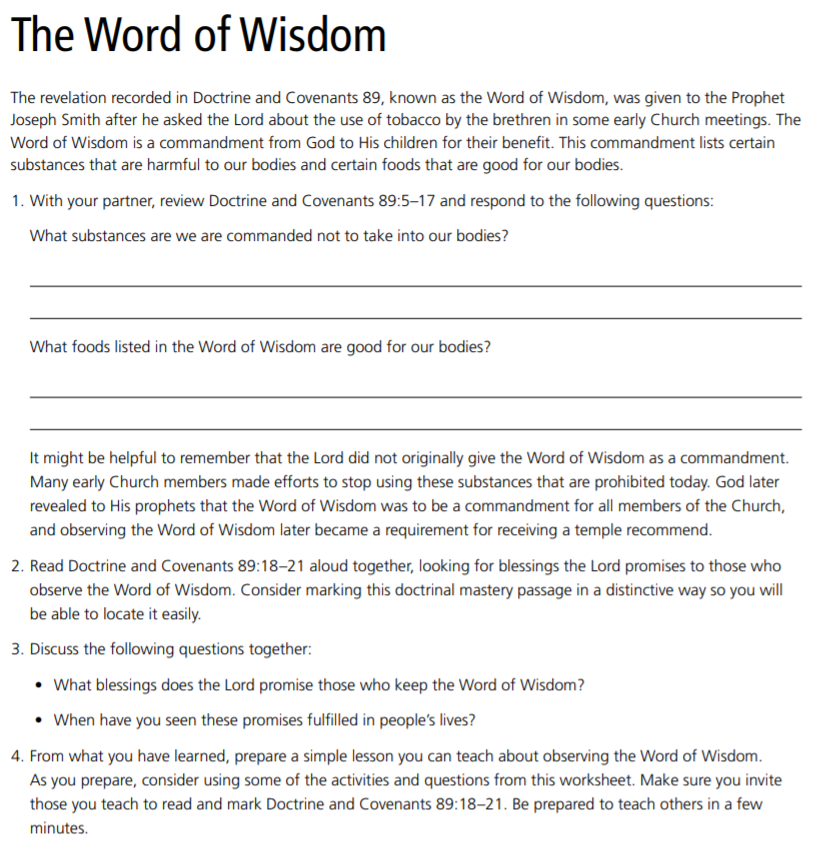 The Word of Wisdom
The revelation recorded in Doctrine and Covenants 89, known as the Word of Wisdom, was given to the Prophet
Joseph Smith after he asked the Lord about the use of tobacco by the brethren in some early Church meetings. The
Word of Wisdom is a commandment from God to His children for their benefit. This commandment lists certain
substances that are harmful to our bodies and certain foods that are good for our bodies.
1. With your partner, review Doctrine and Covenants 89:5–17 and respond to the following questions:
What substances are we are commanded not to take into our bodies?
What foods listed in the Word of Wisdom are good for our bodies?
It might be helpful to remember that the Lord did not originally give the Word of Wisdom as a commandment.
Many early Church members made efforts to stop using these substances that are prohibited today. God later
revealed to His prophets that the Word of Wisdom was to be a commandment for all members of the Church,
and observing the Word of Wisdom later became a requirement for receiving a temple recommend.
2. Read Doctrine and Covenants 89:18–21 aloud together, looking for blessings the Lord promises to those who
observe the Word of Wisdom. Consider marking this doctrinal mastery passage in a distinctive way so you will
be able to locate it easily.
3. Discuss the following questions together:
• What blessings does the Lord promise those who keep the Word of Wisdom?
• When have you seen these promises fulfilled in people's lives?
4. From what you have learned, prepare a simple lesson you can teach about observing the Word of Wisdom.
As you prepare, consider using some of the activities and questions from this worksheet. Make sure you invite
those you teach to read and mark Doctrine and Covenants 89:18–21. Be prepared to teach others in a few
minutes.